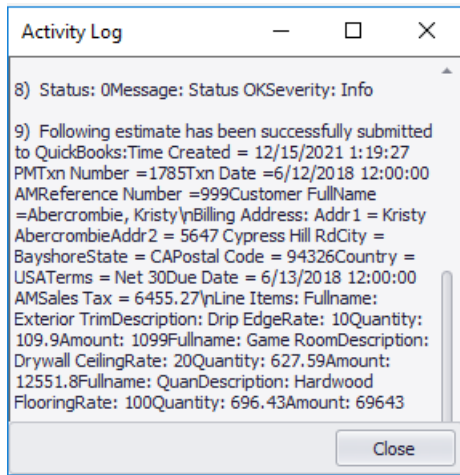 Activity Log
8)  Status: 0Message: Status OKSeverity: Info
9)  Following estimate has been successfully submitted
to QuickBooks:Time Created = 12/15/2021 1:19:27
PMTxn Number =1785Txn Date =6/12/2018 12:00:00
AMReference Number =999Customer FullName
=Abercrombie, Kristy\nBilling Address: Addr1 = Kristy
AbercrombieAddr2 = 5647 Cypress Hill RdCity =
BayshoreState = CAPostal Code = 94326Country =
USATerms = Net 30Due Date = 6/13/2018 12:00:00
AMSales Tax = 6455.27\nLine Items: Fullname:
Exterior TrimDescription: Drip EdgeRate: 10Quantity:
109.9Amount: 1099Fullname: Game RoomDescription:
Drywall CeilingRate: 20Quantity: 627.59Amount:
12551.8Fullname: QuanDescription: Hardwood
FlooringRate: 100Quantity: 696.43Amount: 69643
Close